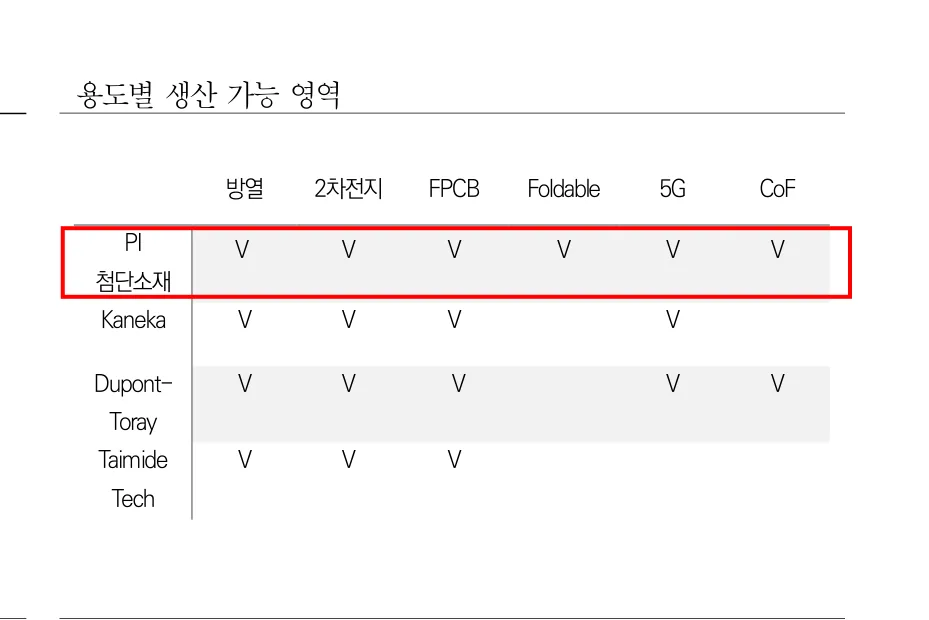 용도별 생산 가능 영역
방열 2차전지 FPCB Foldable 5G CoF
PI V V V V V V
첨단소재
Kaneka V V V V
Dupont- V V V V V
Toray
Taimide V V V
Tech